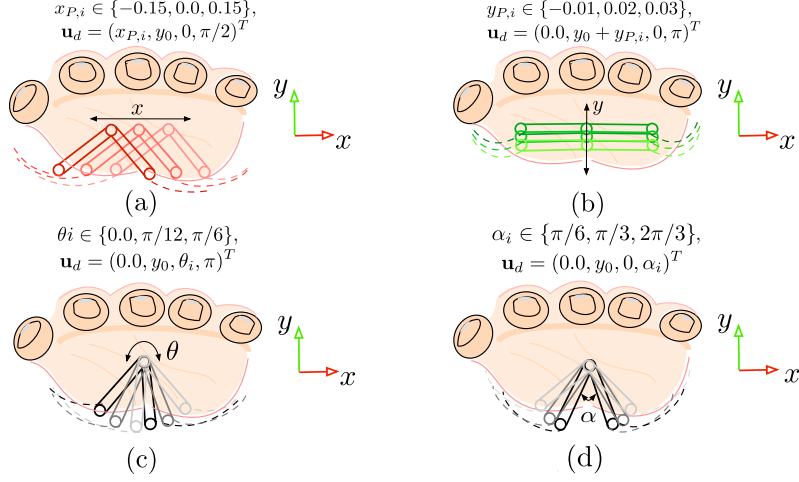 x_{P,i} ∈ {−0.15, 0.0, 0.15},
u_d = (x_{P,i}, y_0, 0, π/2)^T
x
y
x
(a)
y_{P,i} ∈ {−0.01, 0.02, 0.03},
u_d = (0.0, y_0 + y_{P,i}, 0, π)^T
y
y
x
(b)
θi ∈ {0.0, π/12, π/6},
u_d = (0.0, y_0, θ_i, π)^T
θ
y
x
(c)
α_i ∈ {π/6, π/3, 2π/3},
u_d = (0.0, y_0, 0, α_i)^T
α
y
x
(d)